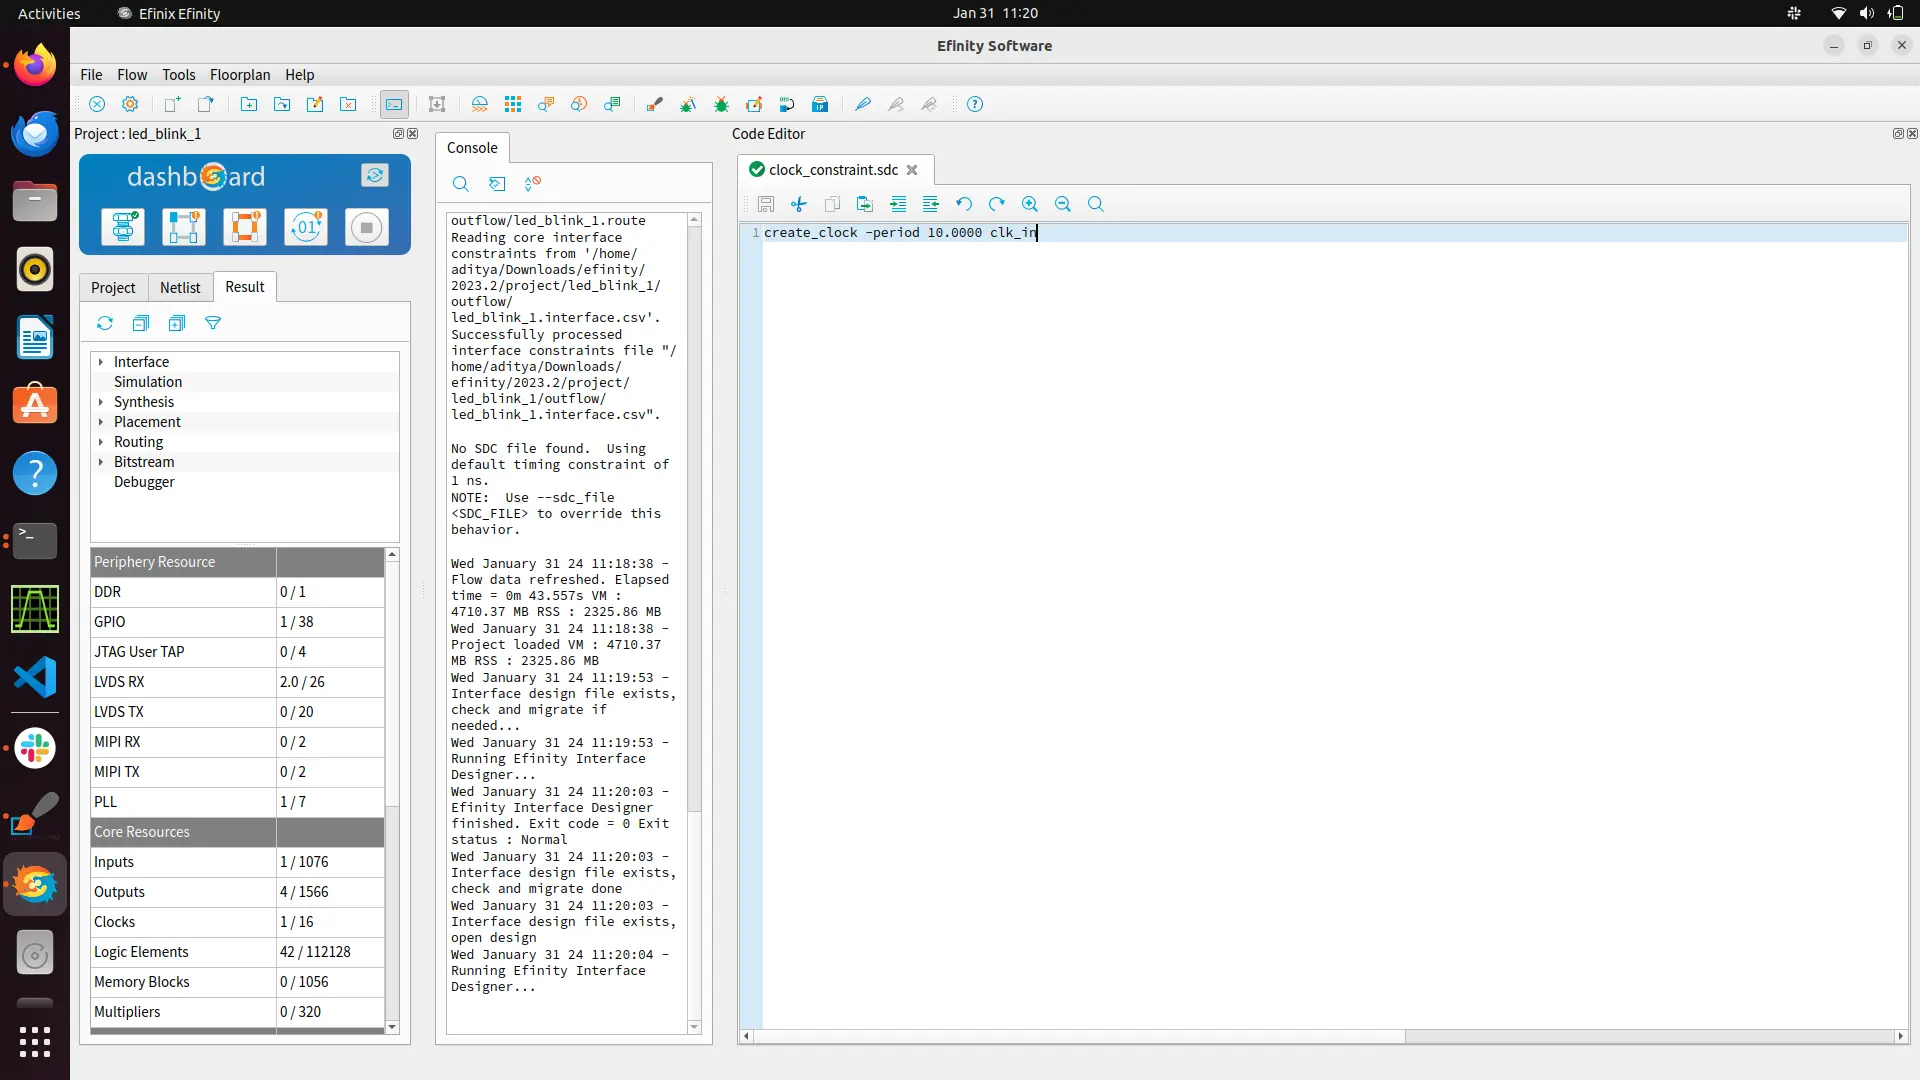 Activities
Efinix Efinity
Jan 31 11:20
Efinity Software
File Flow Tools Floorplan Help
Project : led_blink_1
dashboard
01
Project
Netlist
Result
Interface
Simulation
Synthesis
Placement
Routing
Bitstream
Debugger
Periphery Resource
DDR 0 / 1
GPIO 1 / 38
JTAG User TAP 0 / 4
LVDS RX 2.0 / 26
LVDS TX 0 / 20
MIPI RX 0 / 2
MIPI TX 0 / 2
PLL 1 / 7
Core Resources
Inputs 1 / 1076
Outputs 4 / 1566
Clocks 1 / 16
Logic Elements 42 / 112128
Memory Blocks 0 / 1056
Multipliers 0 / 320
Console
outflow/led_blink_1.route
Reading core interface
constraints from '/home/
aditya/Downloads/efinity/
2023.2/project/led_blink_1/
outflow/
led_blink_1.interface.csv'.
Successfully processed
interface constraints file "/
home/aditya/Downloads/
efinity/2023.2/project/
led_blink_1/outflow/
led_blink_1.interface.csv".
No SDC file found.  Using
default timing constraint of
1 ns.
NOTE:  Use --sdc_file
<SDC_FILE> to override this
behavior.
Wed January 31 24 11:18:38 -
Flow data refreshed. Elapsed
time = 0m 43.557s VM :
4710.37 MB RSS : 2325.86 MB
Wed January 31 24 11:18:38 -
Project loaded VM : 4710.37
MB RSS : 2325.86 MB
Wed January 31 24 11:19:53 -
Interface design file exists,
check and migrate if
needed...
Wed January 31 24 11:19:53 -
Running Efinity Interface
Designer...
Wed January 31 24 11:20:03 -
Efinity Interface Designer
finished. Exit code = 0 Exit
status : Normal
Wed January 31 24 11:20:03 -
Interface design file exists,
check and migrate done
Wed January 31 24 11:20:03 -
Interface design file exists,
open design
Wed January 31 24 11:20:04 -
Running Efinity Interface
Designer...
Code Editor
clock_constraint.sdc
1 create_clock -period 10.0000 clk_in